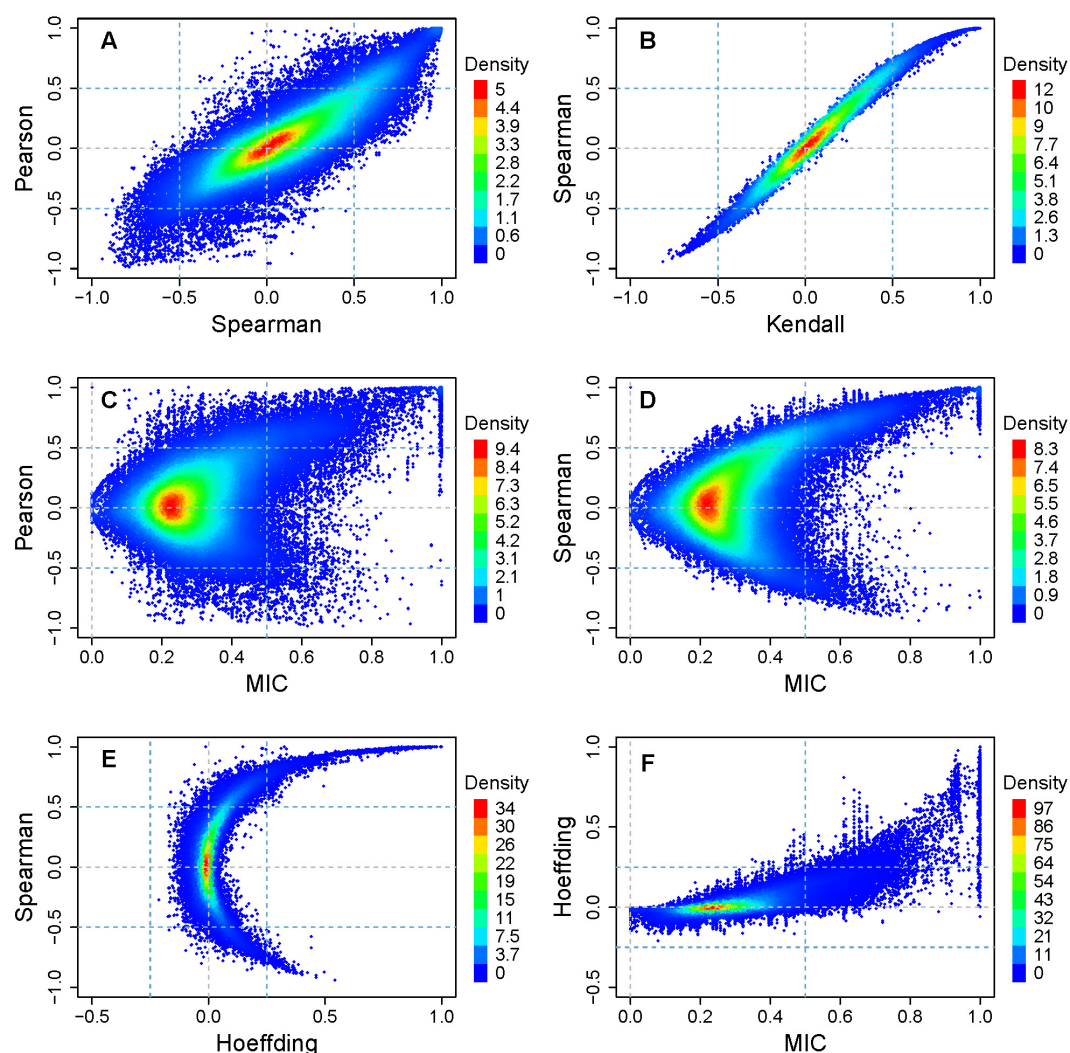 A
Pearson
1.0
0.5
0.0
−0.5
−1.0
−1.0 −0.5 0.0 0.5 1.0
Spearman
Density
5
4.4
3.9
3.3
2.8
2.2
1.7
1.1
0.6
0
B
Spearman
1.0
0.5
0.0
−0.5
−1.0
−1.0 −0.5 0.0 0.5 1.0
Kendall
Density
12
10
9
7.7
6.4
5.1
3.8
2.6
1.3
0
C
Pearson
1.0
0.5
0.0
−0.5
−1.0
0.0 0.2 0.4 0.6 0.8 1.0
MIC
Density
9.4
8.4
7.3
6.3
5.2
4.2
3.1
2.1
1
0
D
Spearman
1.0
0.5
0.0
−0.5
−1.0
0.0 0.2 0.4 0.6 0.8 1.0
MIC
Density
8.3
7.4
6.5
5.5
4.6
3.7
2.8
1.8
0.9
0
E
Spearman
1.0
0.5
0.0
−0.5
−1.0
−0.5 0.0 0.5 1.0
Hoeffding
Density
34
30
26
22
19
15
11
7.5
3.7
0
F
Hoeffding
1.0
0.5
0.0
−0.5
0.0 0.2 0.4 0.6 0.8 1.0
MIC
Density
97
86
75
64
54
43
32
21
11
0